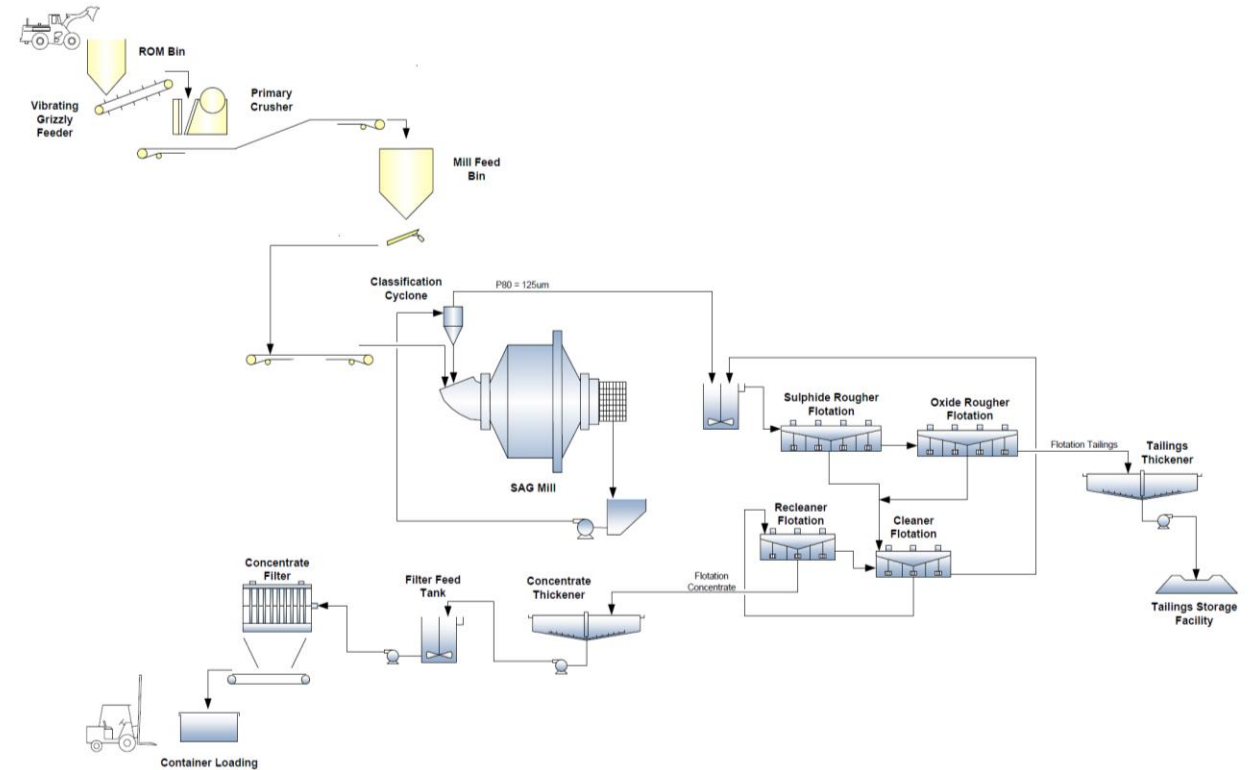 ROM Bin
Vibrating
Grizzly
Feeder
Primary
Crusher
Mill Feed
Bin
Classification
Cyclone
P80 = 125um
SAG Mill
Sulphide Rougher
Flotation
Oxide Rougher
Flotation
Flotation Tailings
Tailings
Thickener
Recleaner
Flotation
Cleaner
Flotation
Tailings Storage
Facility
Flotation
Concentrate
Concentrate
Thickener
Filter Feed
Tank
Concentrate
Filter
Container Loading